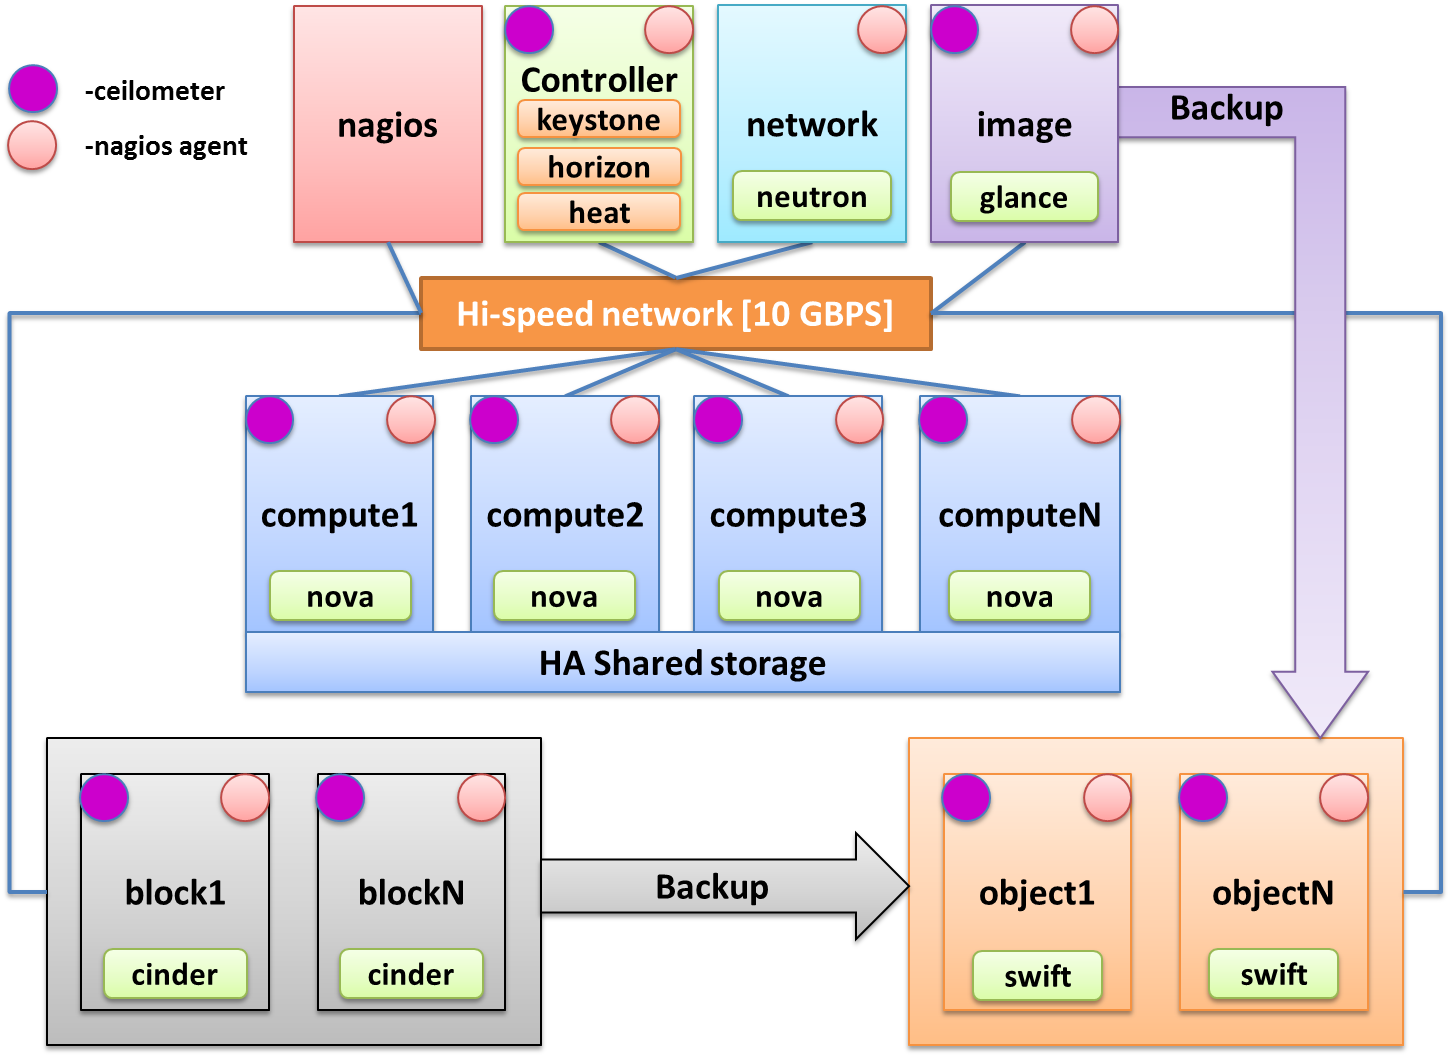 -ceilometer
-nagios agent
nagios
Controller
keystone
horizon
heat
network
neutron
image
glance
Backup
Hi-speed network [10 GBPS]
compute1
nova
compute2
nova
compute3
nova
computeN
nova
HA Shared storage
block1
cinder
blockN
cinder
Backup
object1
swift
objectN
swift